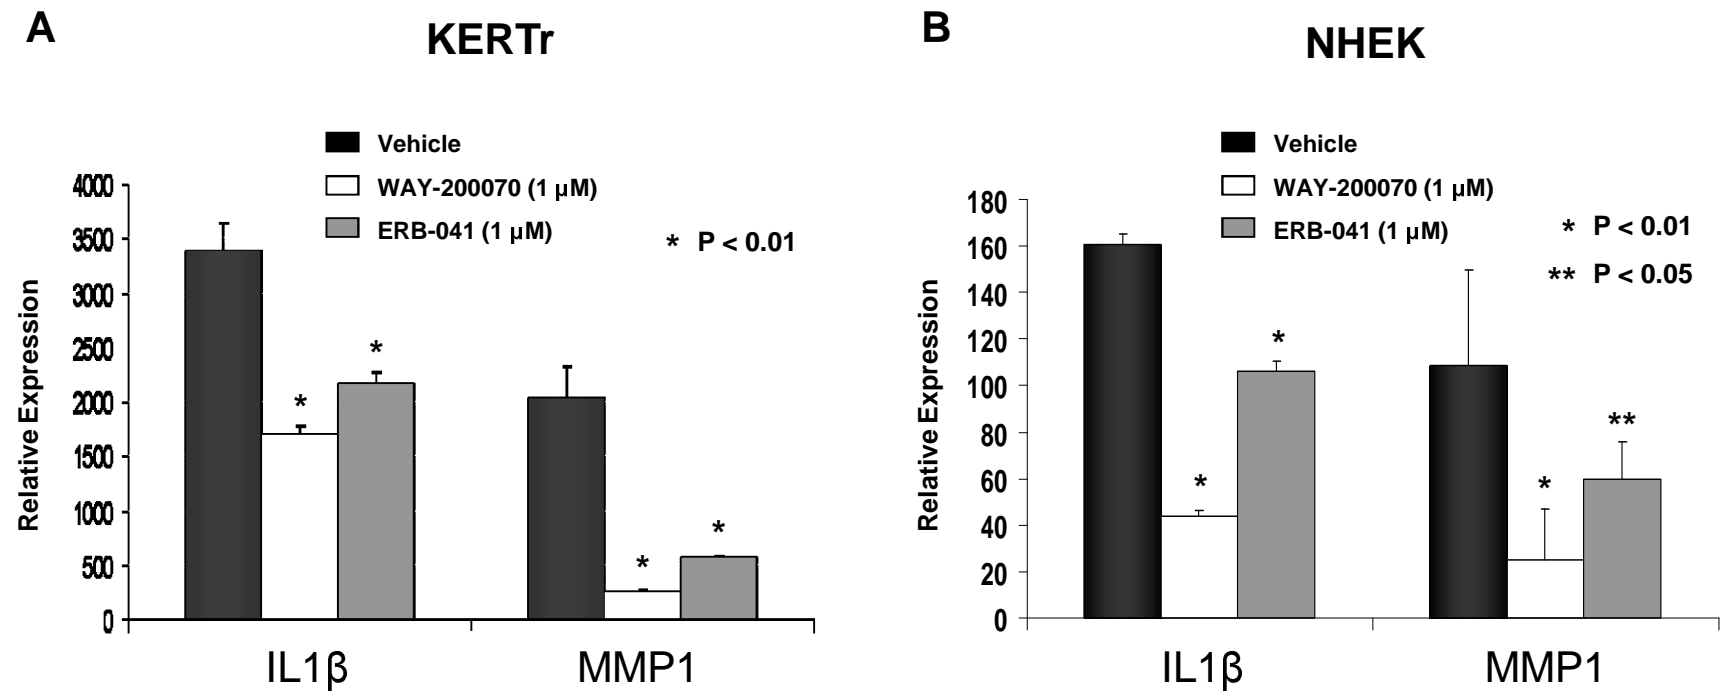 A
KERTr
Vehicle
WAY-200070 (1 µM)
ERB-041 (1 µM)
* P < 0.01
Relative Expression
4000
3500
3000
2500
2000
1500
1000
500
0
*
*
*
*
IL1β
MMP1
B
NHEK
Vehicle
WAY-200070 (1 µM)
ERB-041 (1 µM)
* P < 0.01
** P < 0.05
Relative Expression
180
160
140
120
100
80
60
40
20
0
*
*
*
**
IL1β
MMP1